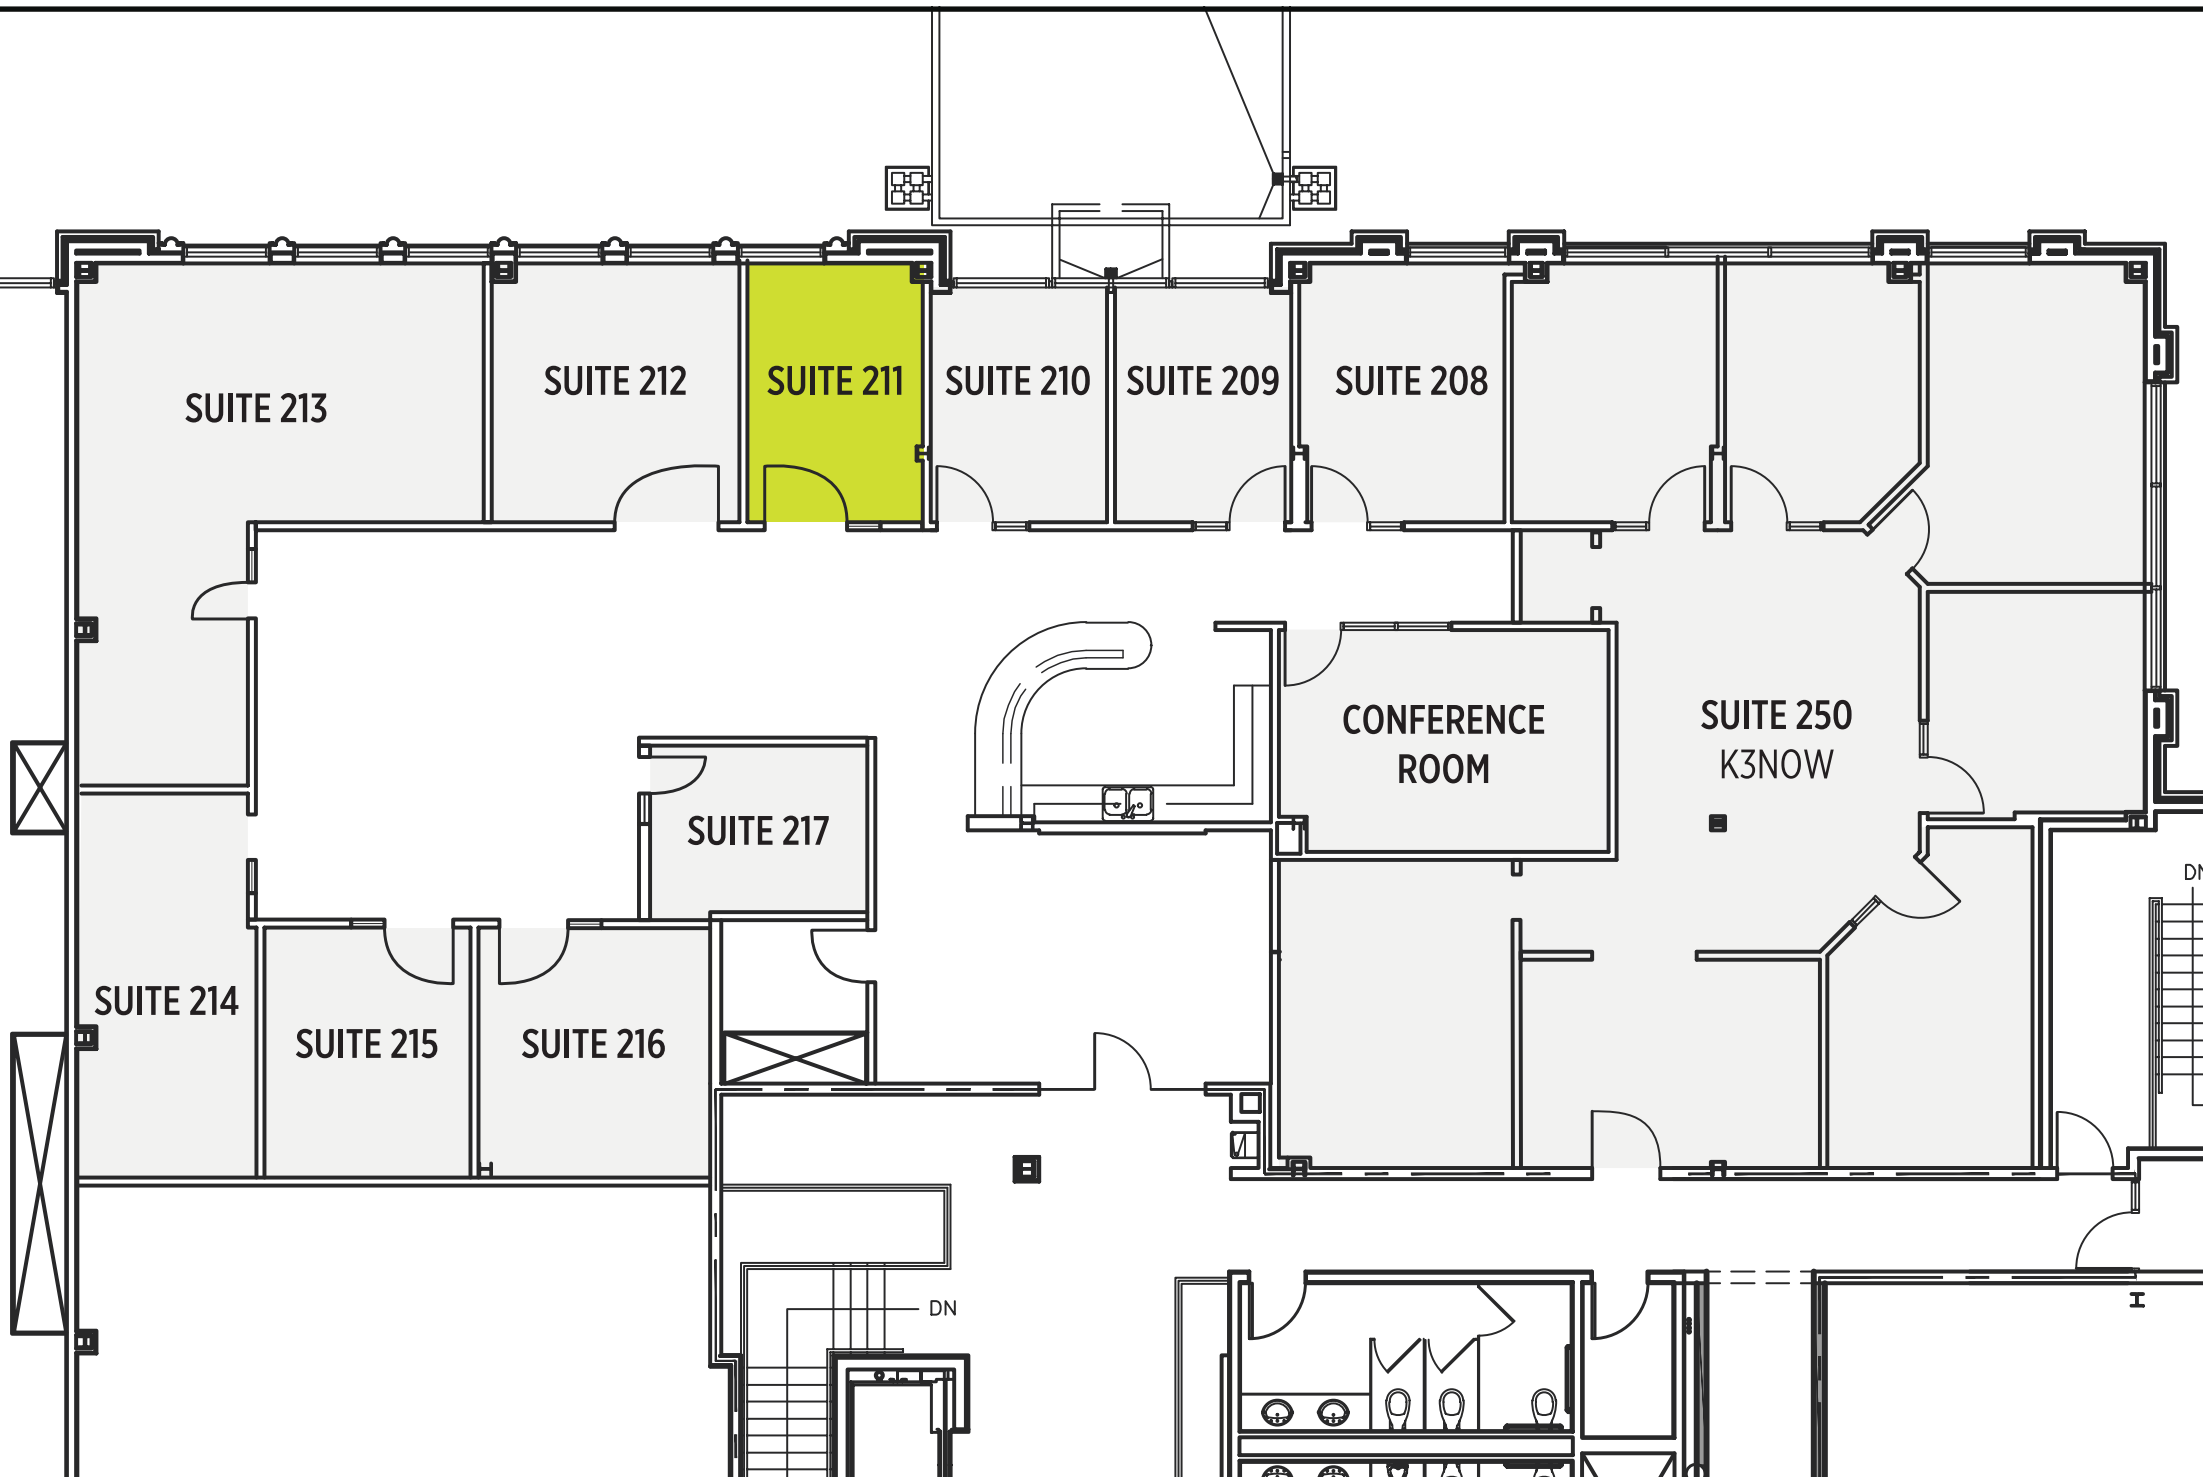 SUITE 213
SUITE 212
SUITE 211
SUITE 210
SUITE 209
SUITE 208
CONFERENCE
ROOM
SUITE 250
K3NOW
SUITE 217
SUITE 214
SUITE 215
SUITE 216
DN
DN